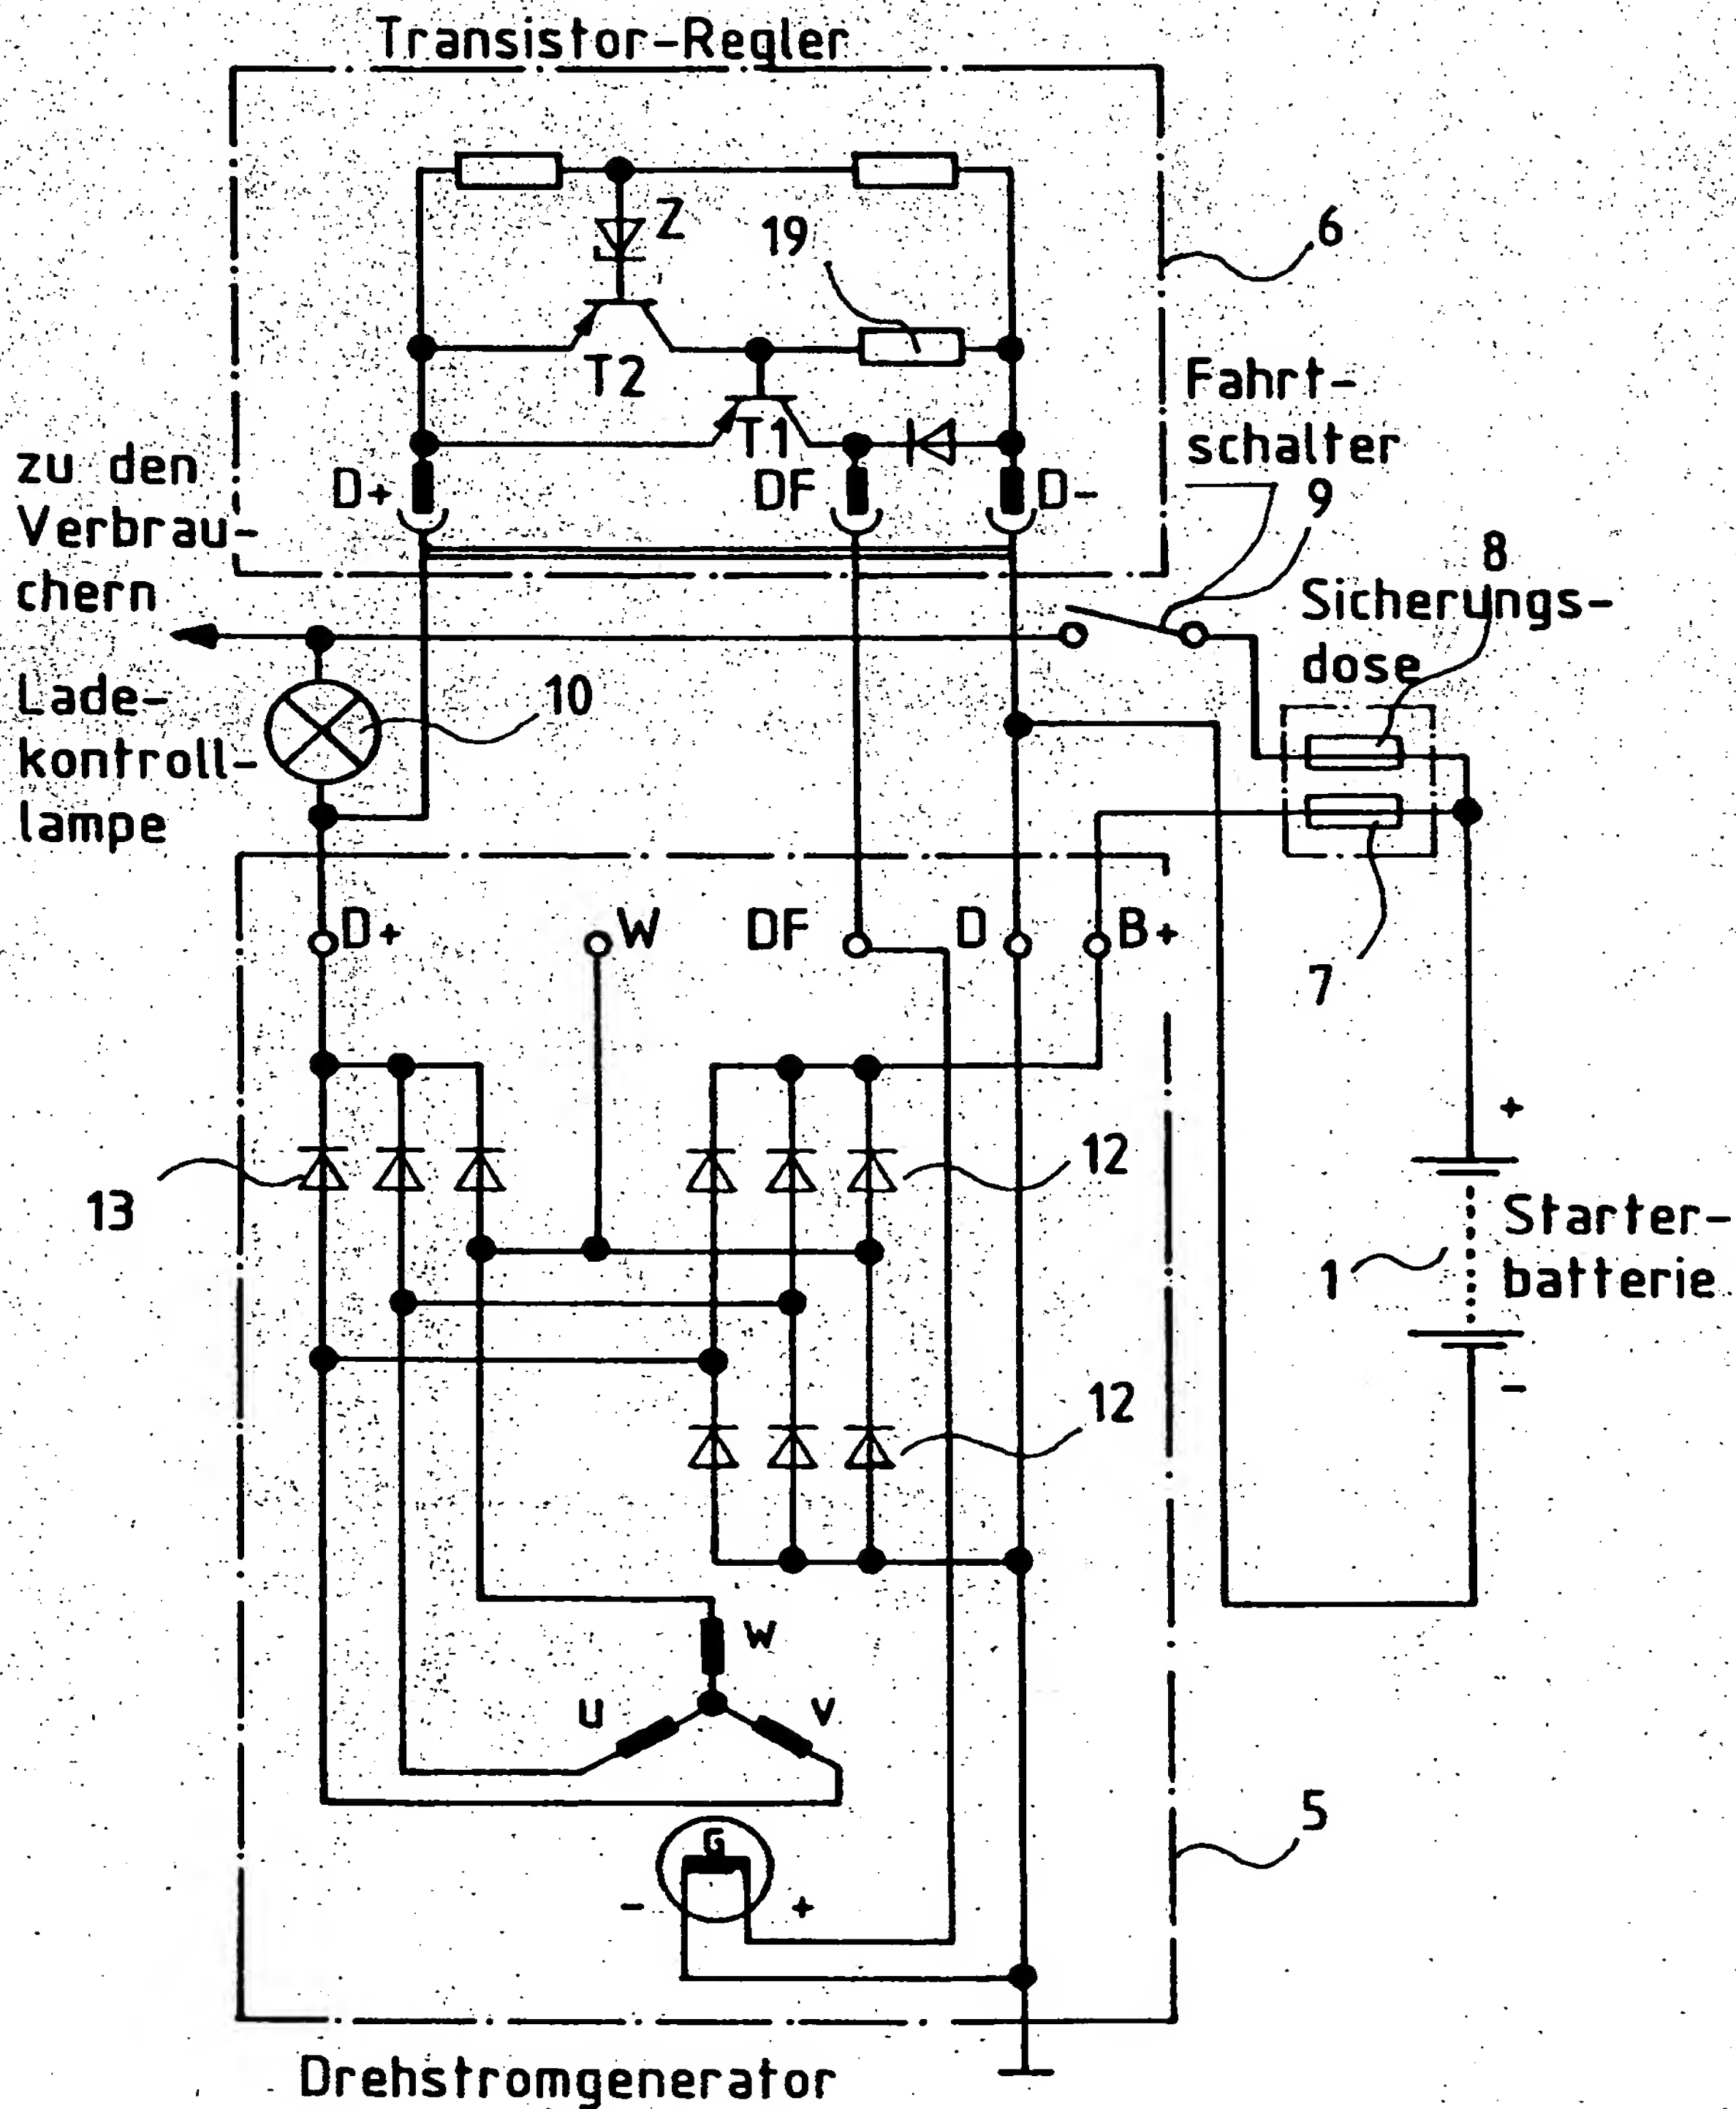 Transistor-Regler
Z
19
6
T2
Fahrt-
schalter
9
T1
D+
DF
D-
zu den
Verbrau-
chern
8
Sicherungs-
dose
Lade-
kontroll-
lampe
10
7
D+
W
DF
D
B+
13
12
+
1
Starter-
batterie
-
12
W
U
V
5
G
-
+
Drehstromgenerator